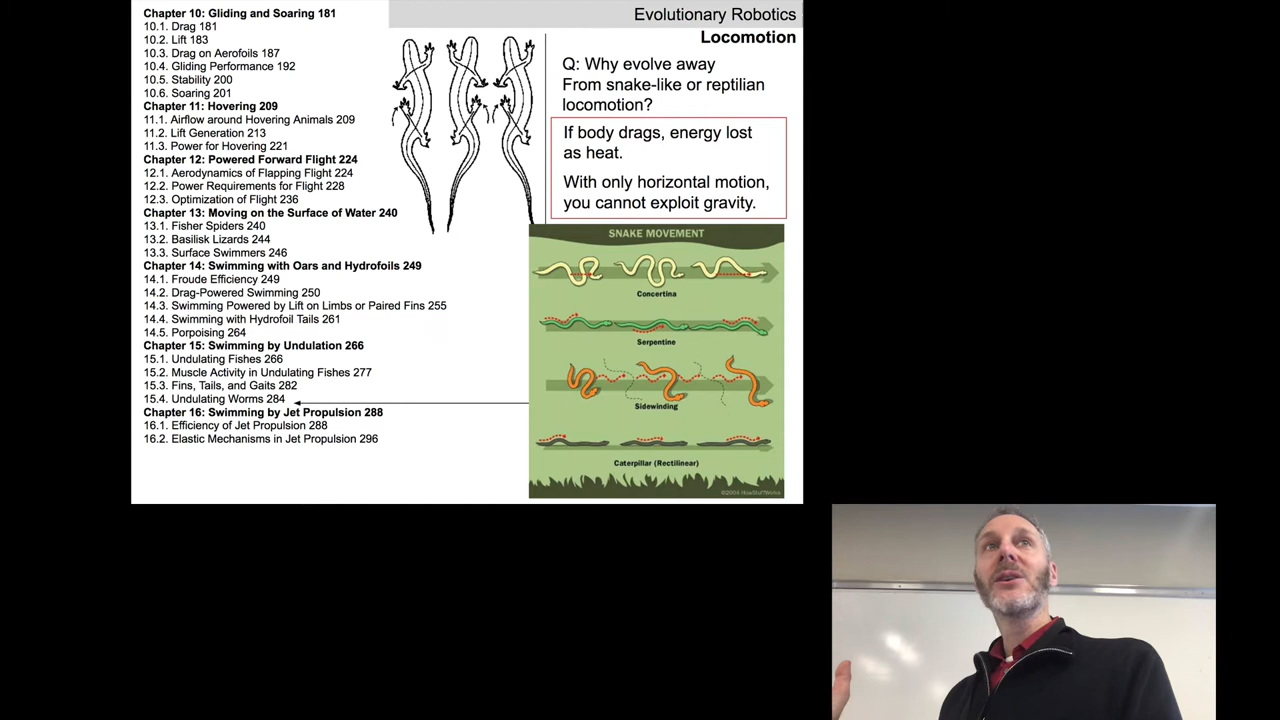 Chapter 10: Gliding and Soaring 181
10.1. Drag 181
10.2. Lift 183
10.3. Drag on Aerofoils 187
10.4. Gliding Performance 192
10.5. Stability 200
10.6. Soaring 201
Chapter 11: Hovering 209
11.1. Airflow around Hovering Animals 209
11.2. Lift Generation 213
11.3. Power for Hovering 221
Chapter 12: Powered Forward Flight 224
12.1. Aerodynamics of Flapping Flight 224
12.2. Power Requirements for Flight 228
12.3. Optimization of Flight 236
Chapter 13: Moving on the Surface of Water 240
13.1. Fisher Spiders 240
13.2. Basilisk Lizards 244
13.3. Surface Swimmers 246
Chapter 14: Swimming with Oars and Hydrofoils 249
14.1. Froude Efficiency 249
14.2. Drag-Powered Swimming 250
14.3. Swimming Powered by Lift on Limbs or Paired Fins 255
14.4. Swimming with Hydrofoil Tails 261
14.5. Porpoising 264
Chapter 15: Swimming by Undulation 266
15.1. Undulating Fishes 266
15.2. Muscle Activity in Undulating Fishes 277
15.3. Fins, Tails, and Gaits 282
15.4. Undulating Worms 284
Chapter 16: Swimming by Jet Propulsion 288
16.1. Efficiency of Jet Propulsion 288
16.2. Elastic Mechanisms in Jet Propulsion 296
Evolutionary Robotics
Locomotion
Q: Why evolve away
From snake-like or reptilian
locomotion?
If body drags, energy lost
as heat.
With only horizontal motion,
you cannot exploit gravity.
SNAKE MOVEMENT
Concertina
Serpentine
Sidewinding
Caterpillar (Rectilinear)
©2004 HowStuffWorks